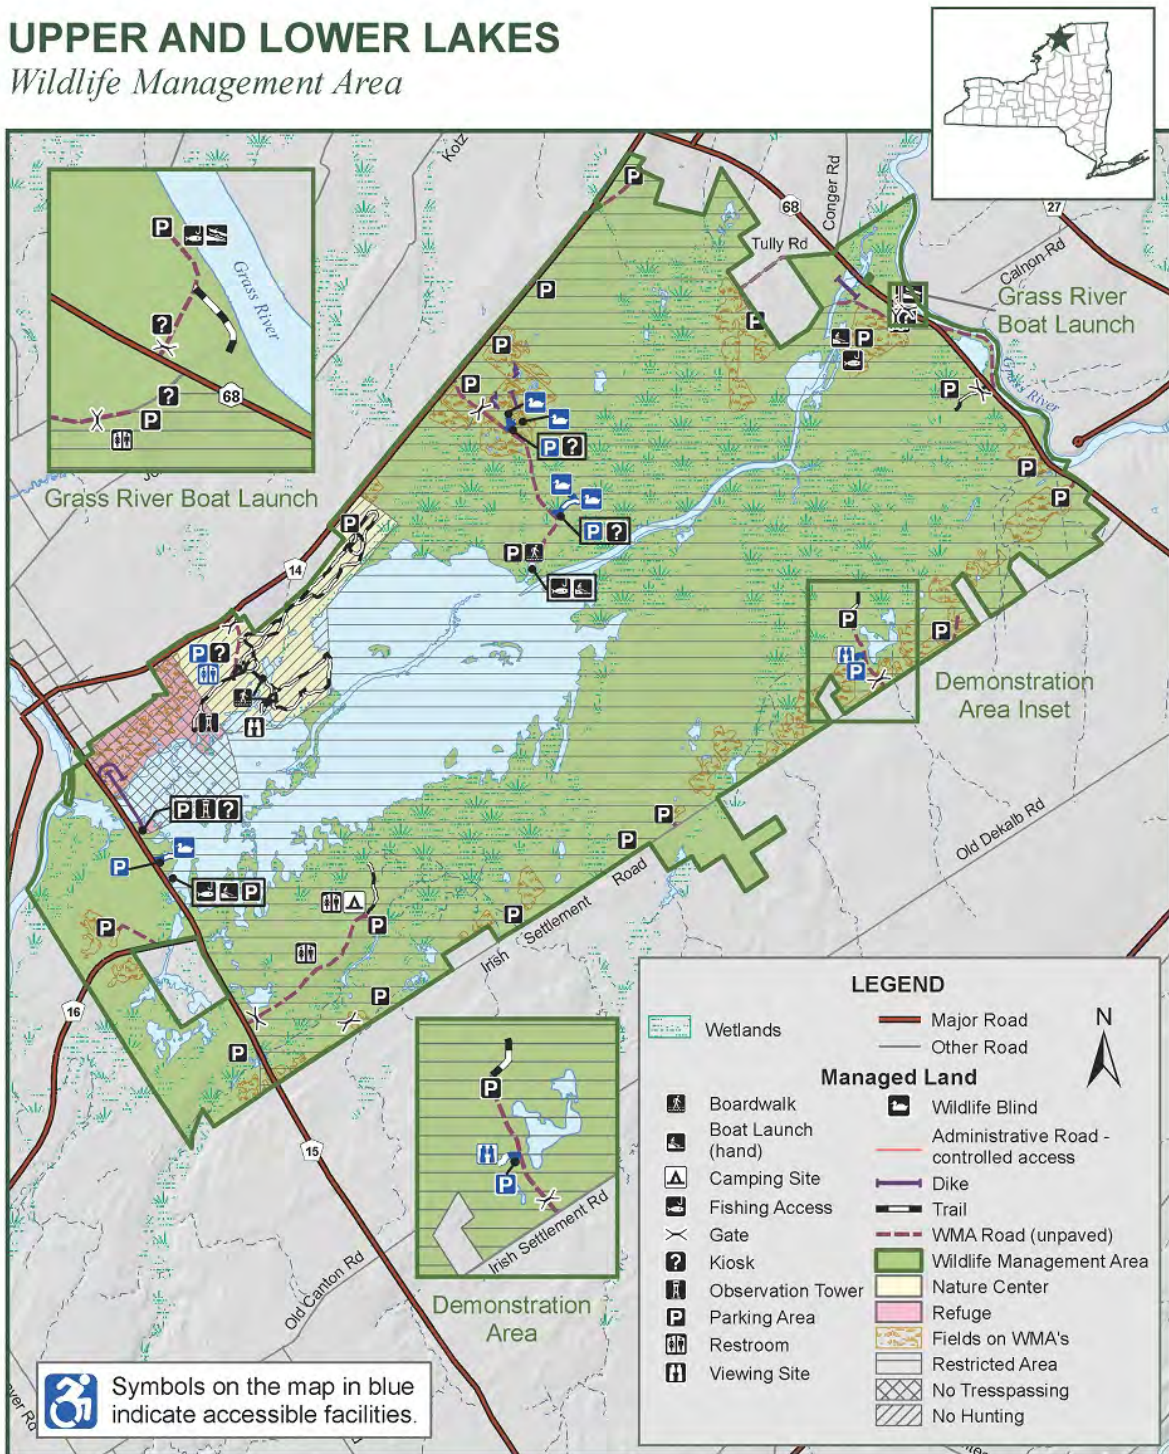 UPPER AND LOWER LAKES
Wildlife Management Area
Kotz
Conger Rd
68
27
Tully Rd
Calnon Rd
Grass River
Boat Launch
Grass River
68
Grass River
Grass River Boat Launch
14
Demonstration
Area Inset
Old Dekalb Rd
Road
Settlement
Irish
16
15
Irish Settlement Rd
Old Canton Rd
Demonstration
Area
Symbols on the map in blue
indicate accessible facilities.
LEGEND
Wetlands
Major Road
Other Road
N
Managed Land
Boardwalk
Boat Launch
(hand)
Camping Site
Fishing Access
Gate
Kiosk
Observation Tower
Parking Area
Restroom
Viewing Site
Wildlife Blind
Administrative Road -
controlled access
Dike
Trail
WMA Road (unpaved)
Wildlife Management Area
Nature Center
Refuge
Fields on WMA's
Restricted Area
No Tresspassing
No Hunting